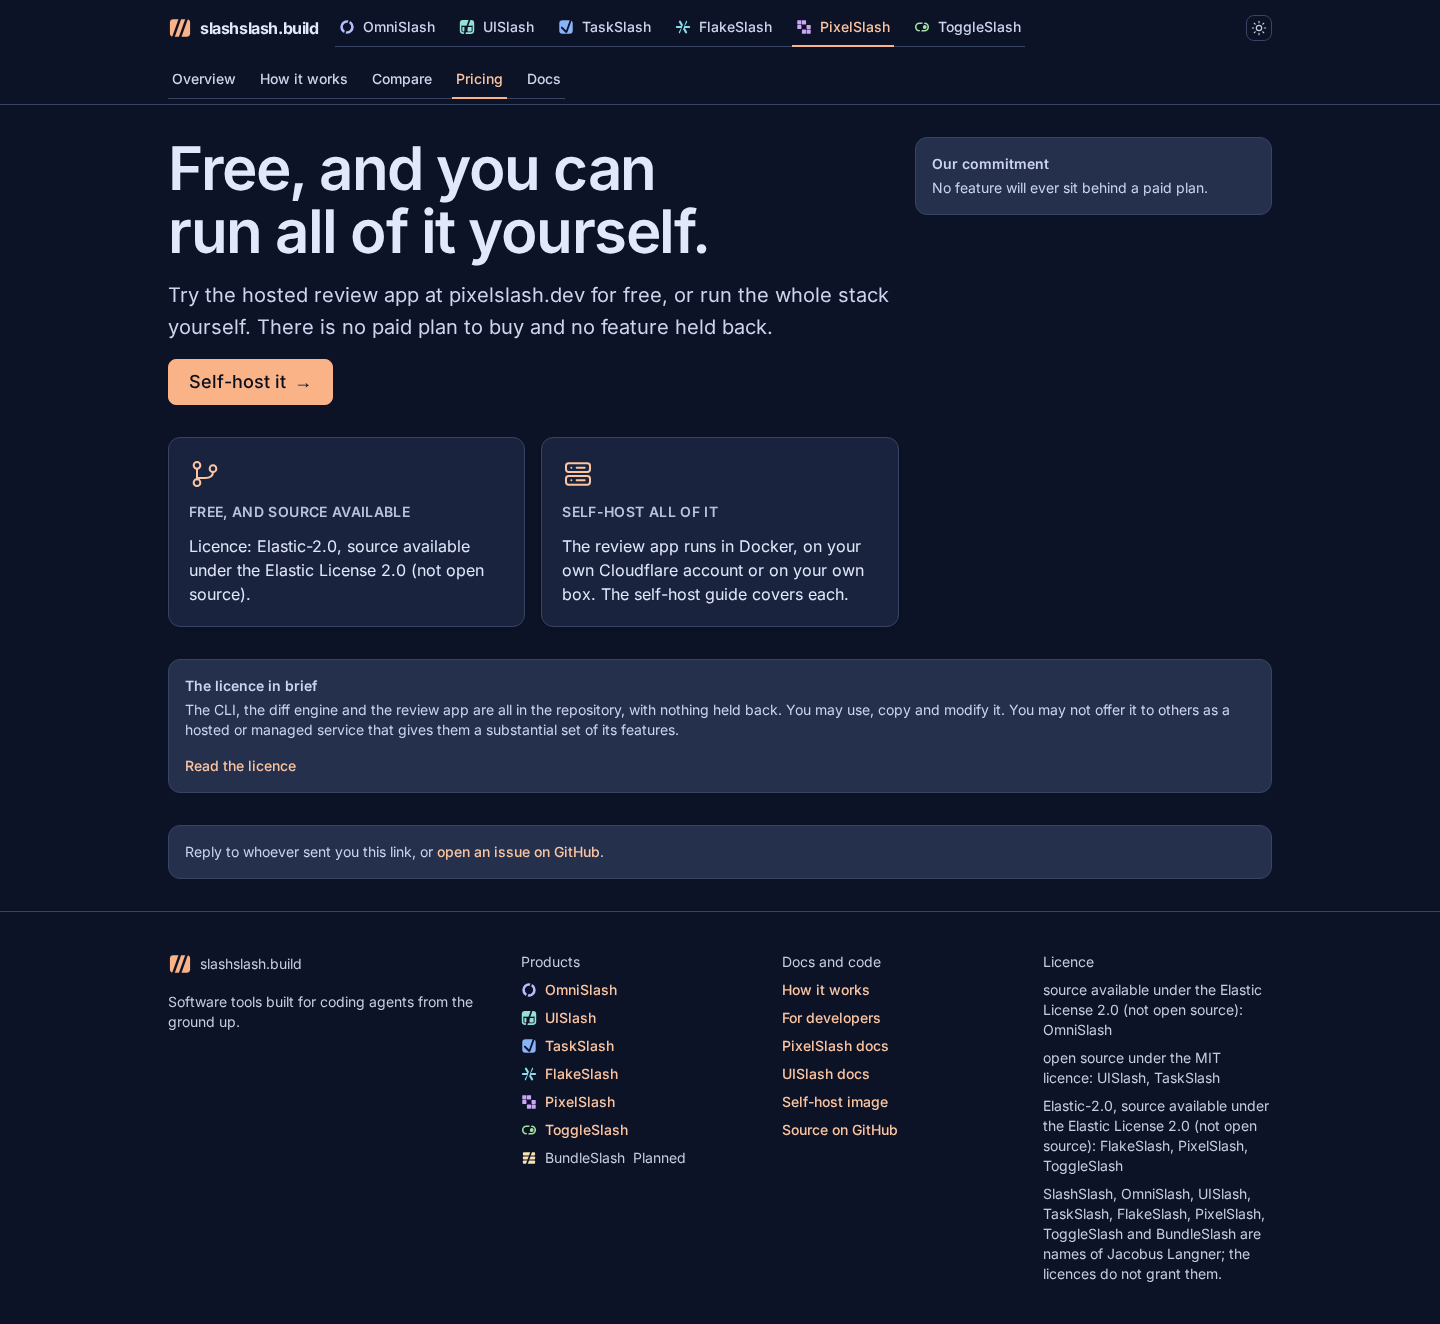 slashslash.build
OmniSlash
UISlash
TaskSlash
FlakeSlash
PixelSlash
ToggleSlash
Overview
How it works
Compare
Pricing
Docs
Free, and you can
run all of it yourself.
Try the hosted review app at pixelslash.dev for free, or run the whole stack
yourself. There is no paid plan to buy and no feature held back.
Self-host it →
Our commitment
No feature will ever sit behind a paid plan.
FREE, AND SOURCE AVAILABLE
Licence: Elastic-2.0, source available
under the Elastic License 2.0 (not open
source).
SELF-HOST ALL OF IT
The review app runs in Docker, on your
own Cloudflare account or on your own
box. The self-host guide covers each.
The licence in brief
The CLI, the diff engine and the review app are all in the repository, with nothing held back. You may use, copy and modify it. You may not offer it to others as a
hosted or managed service that gives them a substantial set of its features.
Read the licence
Reply to whoever sent you this link, or open an issue on GitHub.
slashslash.build
Software tools built for coding agents from the
ground up.
Products
OmniSlash
UISlash
TaskSlash
FlakeSlash
PixelSlash
ToggleSlash
BundleSlash Planned
Docs and code
How it works
For developers
PixelSlash docs
UISlash docs
Self-host image
Source on GitHub
Licence
source available under the Elastic
License 2.0 (not open source):
OmniSlash
open source under the MIT
licence: UISlash, TaskSlash
Elastic-2.0, source available under
the Elastic License 2.0 (not open
source): FlakeSlash, PixelSlash,
ToggleSlash
SlashSlash, OmniSlash, UISlash,
TaskSlash, FlakeSlash, PixelSlash,
ToggleSlash and BundleSlash are
names of Jacobus Langner; the
licences do not grant them.